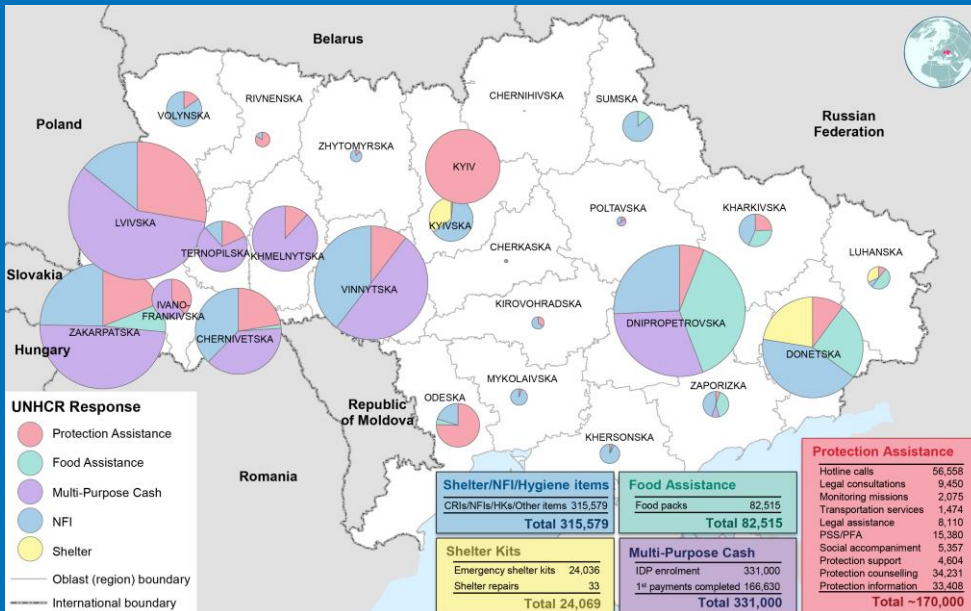 Belarus
Poland
Russian
Federation
Slovakia
Hungary
Republic
of Moldova
Romania
VOLYNSKA
RIVNENSKA
ZHYTOMYRSKA
CHERNIHIVSKA
SUMSKA
KYIV
KYIVSKA
LVIVSKA
TERNOPILSKA
KHMELNYTSKA
VINNYTSKA
CHERKASKA
POLTAVSKA
KHARKIVSKA
LUHANSKA
IVANO-
FRANKIVSKA
ZAKARPATSKA
CHERNIVETSKA
KIROVOHRADSKA
DNIPROPETROVSKA
DONETSKA
ODESKA
MYKOLAIVSKA
ZAPORIZKA
KHERSONSKA
UNHCR Response
Protection Assistance
Food Assistance
Multi-Purpose Cash
NFI
Shelter
Oblast (region) boundary
International boundary
Shelter/NFI/Hygiene items
CRIs/NFIs/HKs/Other items 315,579
Total 315,579
Food Assistance
Food packs 82,515
Total 82,515
Shelter Kits
Emergency shelter kits 24,036
Shelter repairs 33
Total 24,069
Multi-Purpose Cash
IDP enrolment 331,000
1st payments completed 166,630
Total 331,000
Protection Assistance
Hotline calls 56,558
Legal consultations 9,450
Monitoring missions 2,075
Transportation services 1,474
Legal assistance 8,110
PSS/PFA 15,380
Social accompaniment 5,357
Protection support 4,604
Protection counselling 34,231
Protection information 33,408
Total ~170,000